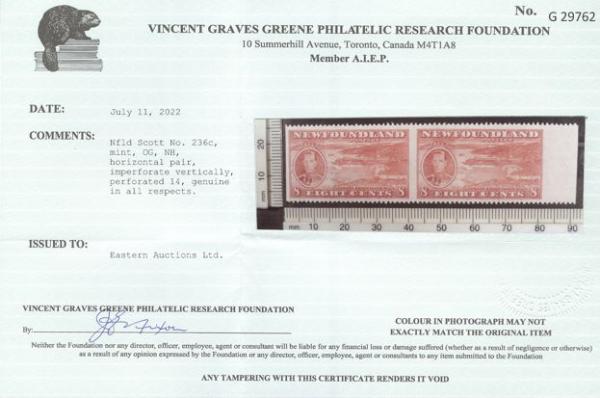 No. G 29762
VINCENT GRAVES GREENE PHILATELIC RESEARCH FOUNDATION
10 Summerhill Avenue, Toronto, Canada M4T1A8
Member A.I.E.P.
DATE: July 11, 2022
COMMENTS: Nfld Scott No. 236c,
mint, OG, NH,
horizontal pair,
imperforate vertically,
perforated 14, genuine
in all respects.
NEWFOUNDLAND NEWFOUNDLAND
8 EIGHT CENTS 8 8 EIGHT CENTS 8
mm 10 20
mm 10 20 30 40 50 60 70 80 90
ISSUED TO: Eastern Auctions Ltd.
VINCENT GRAVES GREENE PHILATELIC RESEARCH FOUNDATION
By:
COLOUR IN PHOTOGRAPH MAY NOT
EXACTLY MATCH THE ORIGINAL ITEM
Neither the Foundation nor any director, officer, employee, agent or consultant will be liable for any financial loss or damage suffered (whether as a result of negligence or otherwise)
as a result of any opinion expressed by the Foundation or any director, officer, employee, agent or consultants to any item submitted to the Foundation
ANY TAMPERING WITH THIS CERTIFICATE RENDERS IT VOID